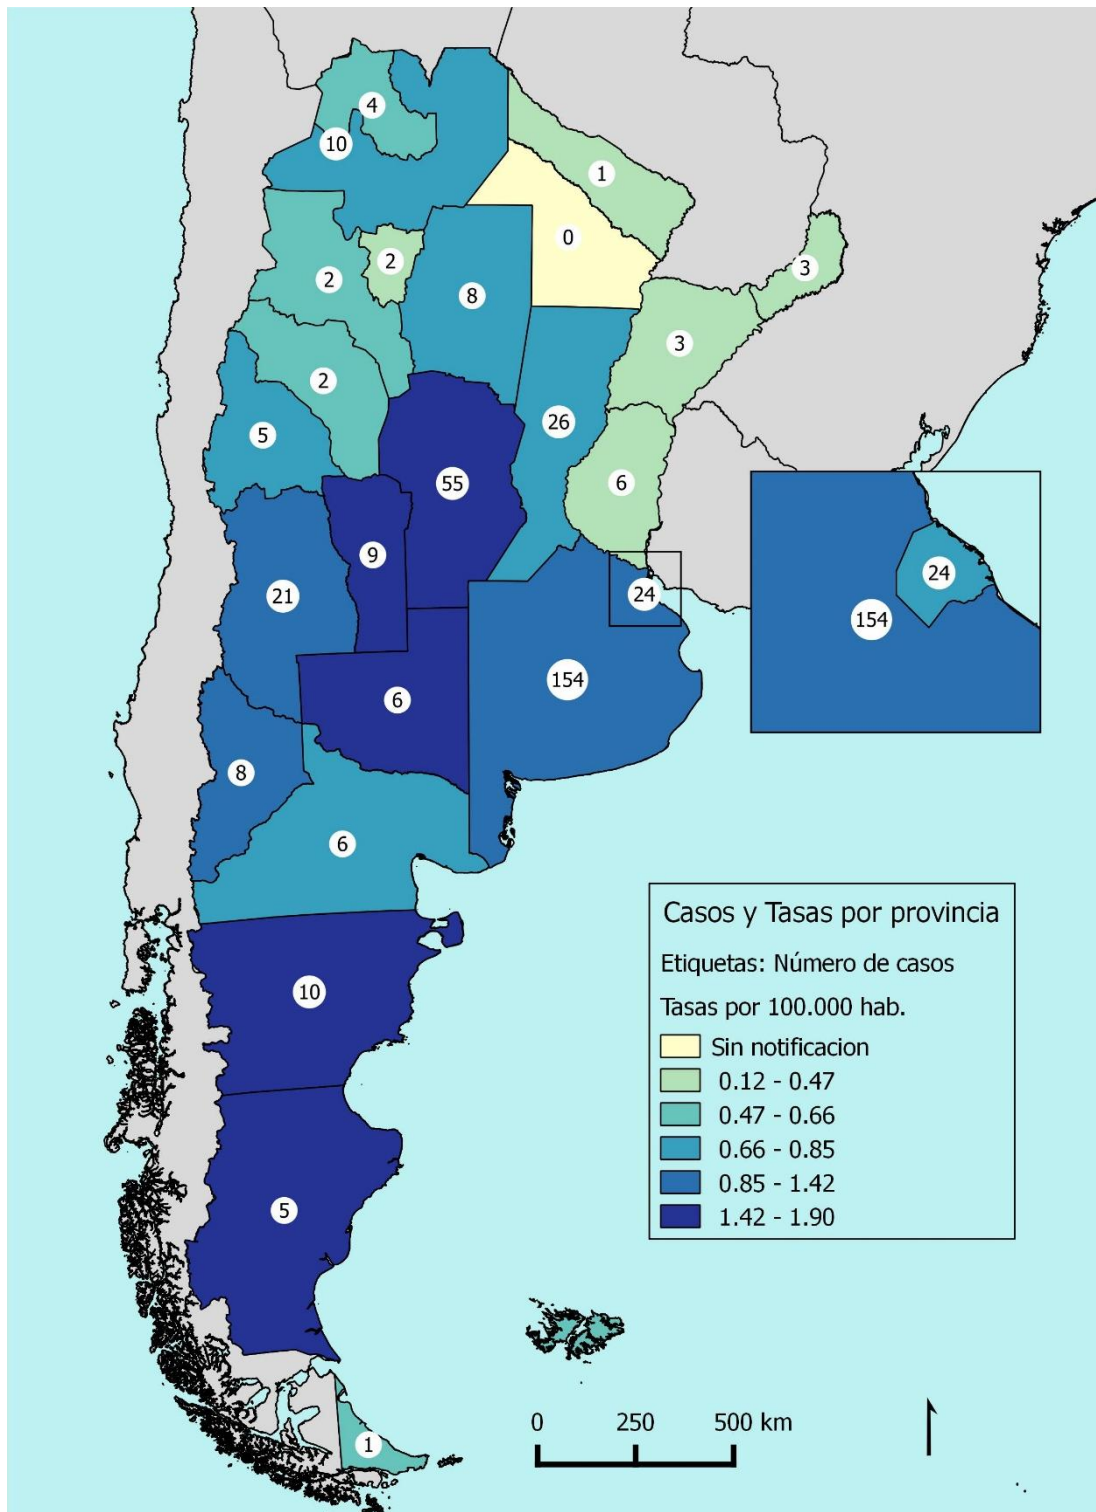 4
10
1
0
2
3
2
8
3
2
26
5
55
6
9
24
21
24
154
154
6
8
6
Casos y Tasas por provincia
Etiquetas: Número de casos
Tasas por 100.000 hab.
Sin notificacion
0.12 - 0.47
0.47 - 0.66
0.66 - 0.85
0.85 - 1.42
1.42 - 1.90
10
5
0 250 500 km
1